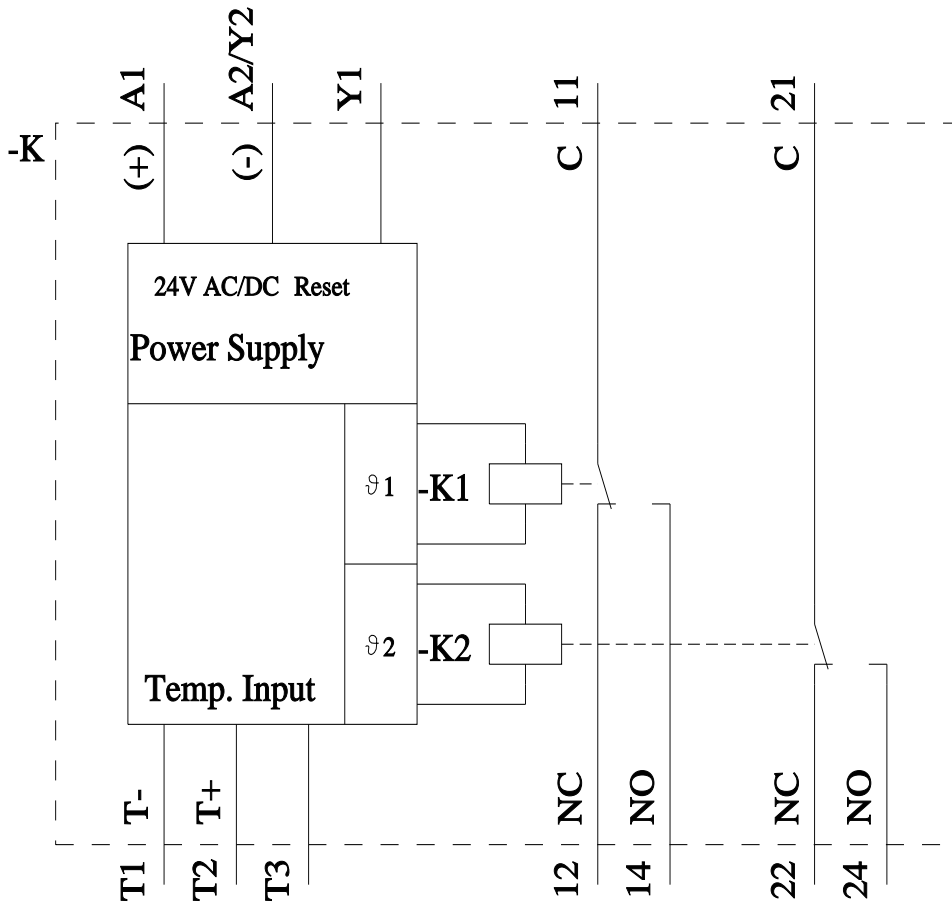 A1
A2/Y2
Y1
11
21
-K
(+)
(-)
C
C
24V AC/DC Reset
Power Supply
ϑ1
-K1
ϑ2
-K2
Temp. Input
T-
T+
NC
NO
NC
NO
T1
T2
T3
12
14
22
24